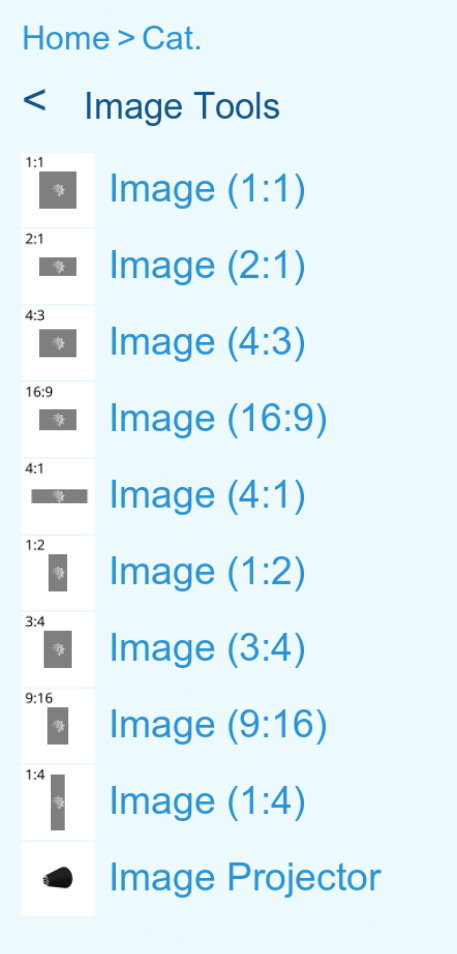 Home > Cat.
< Image Tools
1:1
Image (1:1)
2:1
Image (2:1)
4:3
Image (4:3)
16:9
Image (16:9)
4:1
Image (4:1)
1:2
Image (1:2)
3:4
Image (3:4)
9:16
Image (9:16)
1:4
Image (1:4)
Image Projector